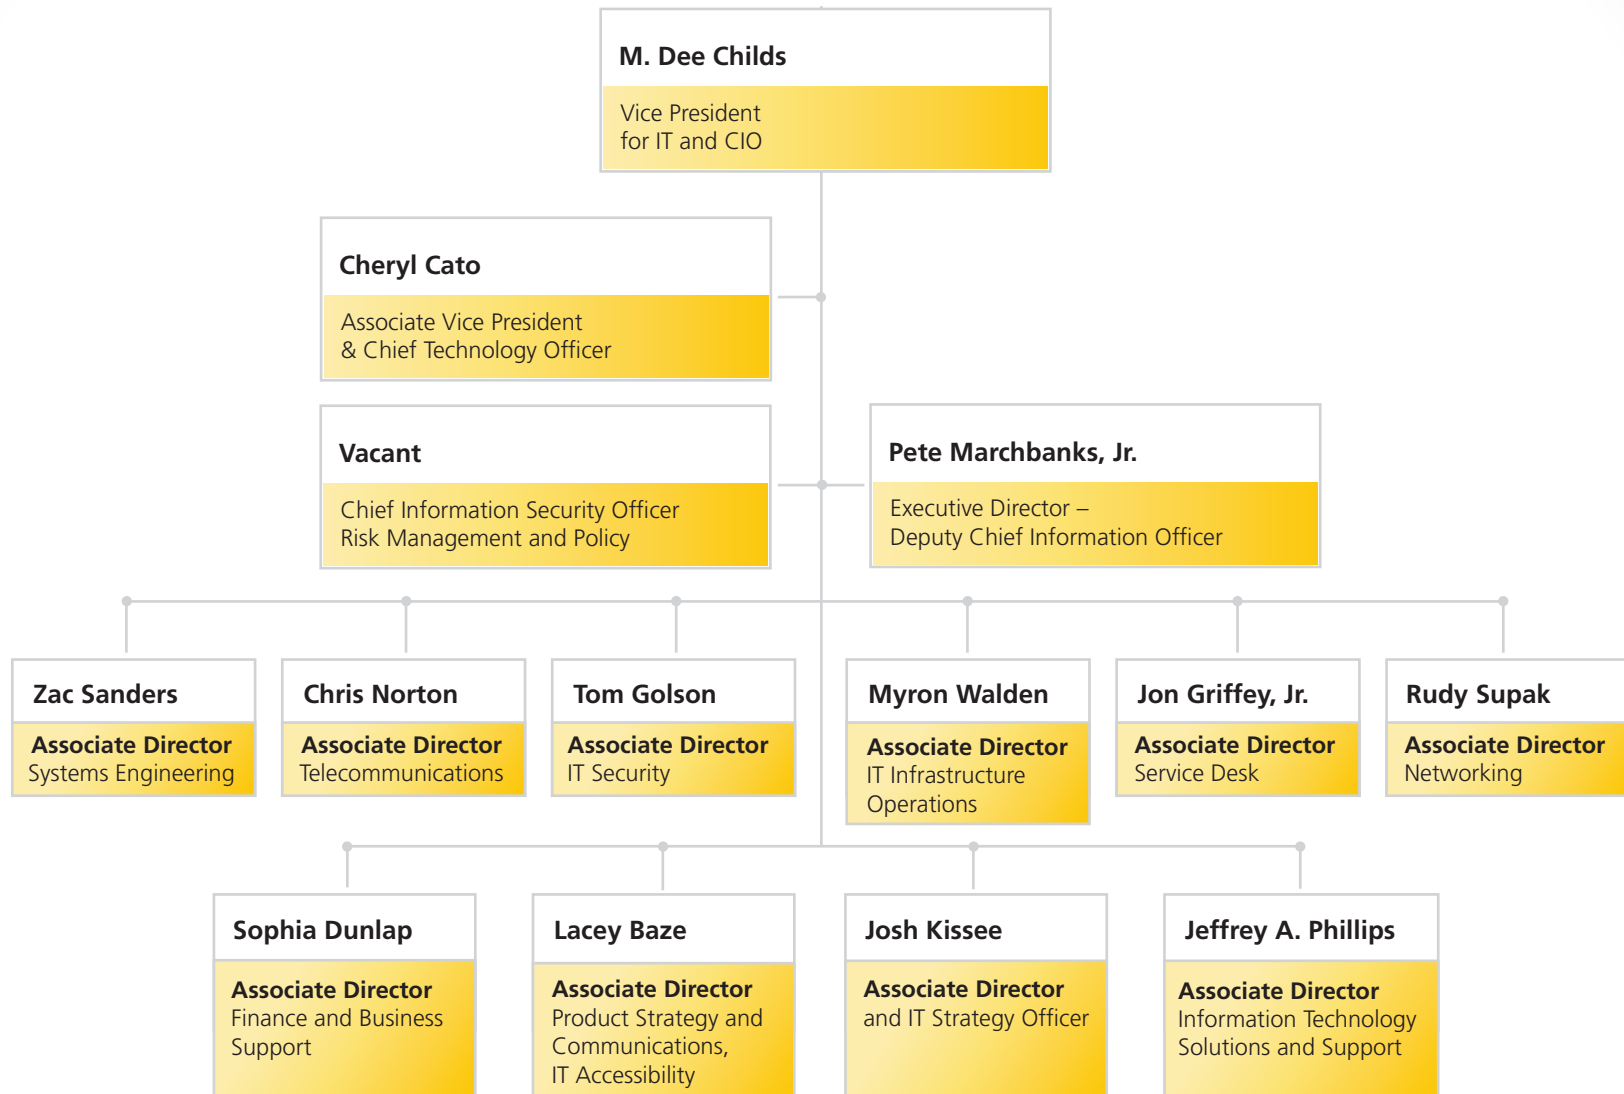 M. Dee Childs
Vice President
for IT and CIO
Cheryl Cato
Associate Vice President
& Chief Technology Officer
Vacant
Chief Information Security Officer
Risk Management and Policy
Pete Marchbanks, Jr.
Executive Director –
Deputy Chief Information Officer
Zac Sanders
Associate Director
Systems Engineering
Chris Norton
Associate Director
Telecommunications
Tom Golson
Associate Director
IT Security
Myron Walden
Associate Director
IT Infrastructure
Operations
Jon Griffey, Jr.
Associate Director
Service Desk
Rudy Supak
Associate Director
Networking
Sophia Dunlap
Associate Director
Finance and Business
Support
Lacey Baze
Associate Director
Product Strategy and
Communications,
IT Accessibility
Josh Kissee
Associate Director
and IT Strategy Officer
Jeffrey A. Phillips
Associate Director
Information Technology
Solutions and Support